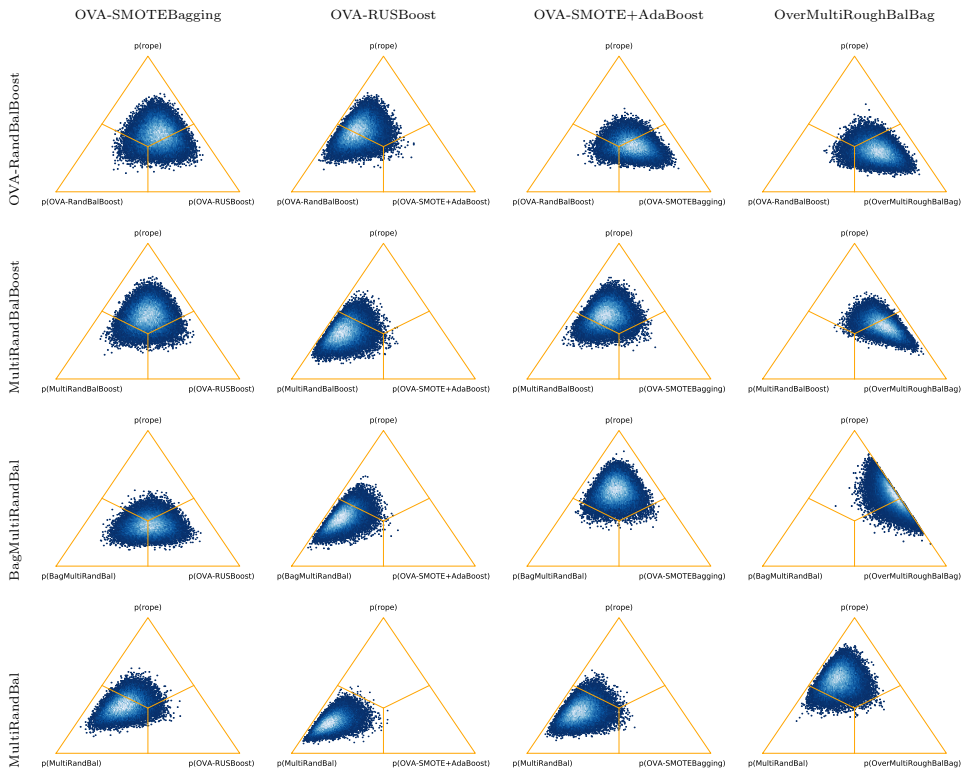 OVA-SMOTEBagging OVA-RUSBoost OVA-SMOTE+AdaBoost OverMultiRoughBalBag
OVA-RandBalBoost
p(rope) p(rope) p(rope) p(rope)
p(OVA-RandBalBoost) p(OVA-RUSBoost) p(OVA-RandBalBoost) p(OVA-SMOTE+AdaBoost) p(OVA-RandBalBoost) p(OVA-SMOTEBagging) p(OVA-RandBalBoost) p(OverMultiRoughBalBag)
MultiRandBalBoost
p(rope) p(rope) p(rope) p(rope)
p(MultiRandBalBoost) p(OVA-RUSBoost) p(MultiRandBalBoost) p(OVA-SMOTE+AdaBoost) p(MultiRandBalBoost) p(OVA-SMOTEBagging) p(MultiRandBalBoost) p(OverMultiRoughBalBag)
BagMultiRandBal
p(rope) p(rope) p(rope) p(rope)
p(BagMultiRandBal) p(OVA-RUSBoost) p(BagMultiRandBal) p(OVA-SMOTE+AdaBoost) p(BagMultiRandBal) p(OVA-SMOTEBagging) p(BagMultiRandBal) p(OverMultiRoughBalBag)
MultiRandBal
p(rope) p(rope) p(rope) p(rope)
p(MultiRandBal) p(OVA-RUSBoost) p(MultiRandBal) p(OVA-SMOTE+AdaBoost) p(MultiRandBal) p(OVA-SMOTEBagging) p(MultiRandBal) p(OverMultiRoughBalBag)